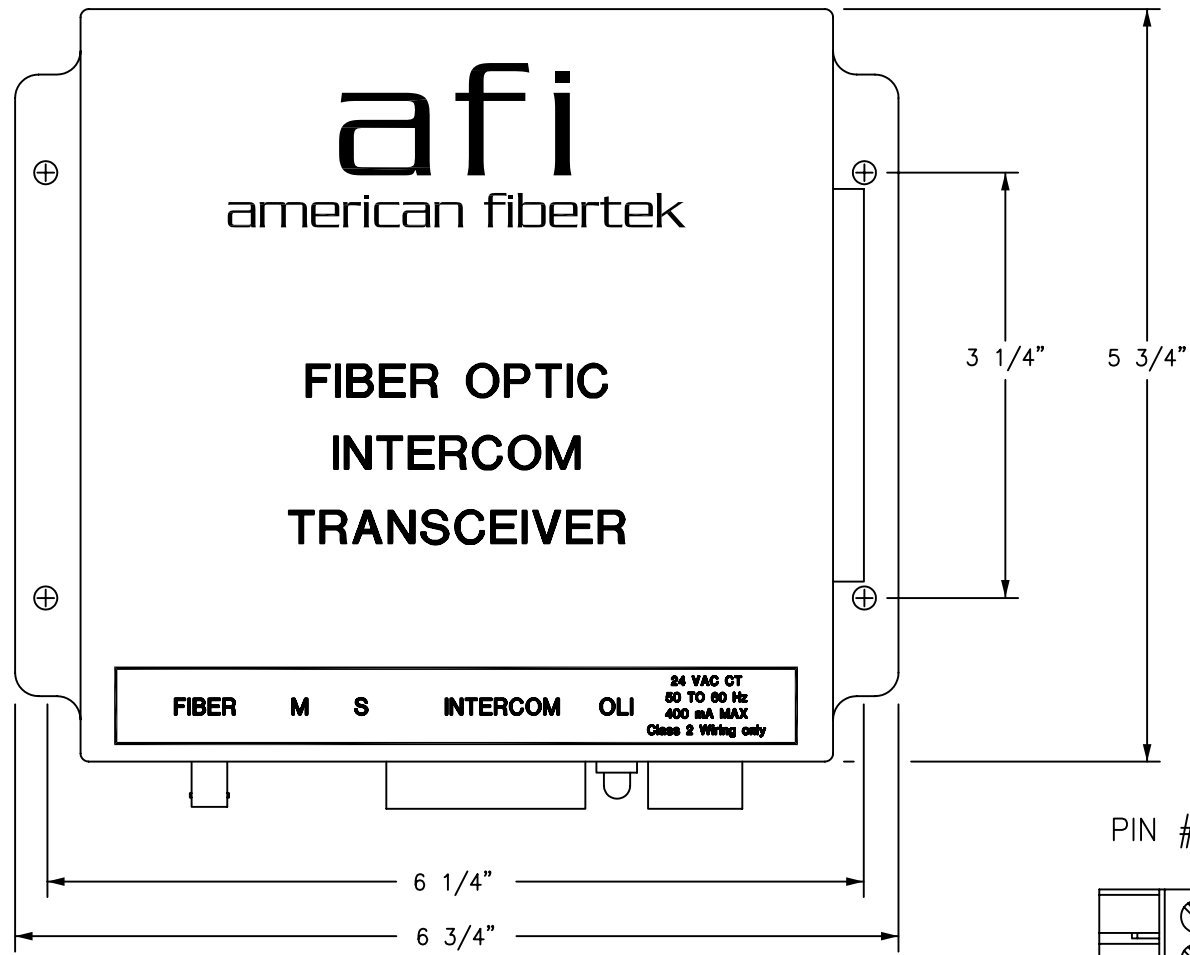 afi
american fibertek
FIBER OPTIC
INTERCOM
TRANSCEIVER
3 1/4”
5 3/4”
FIBER M S INTERCOM OLI
24 VAC CT
50 TO 60 Hz
400 mA MAX
Class 2 Wiring only
PIN #
6 1/4”
6 3/4”